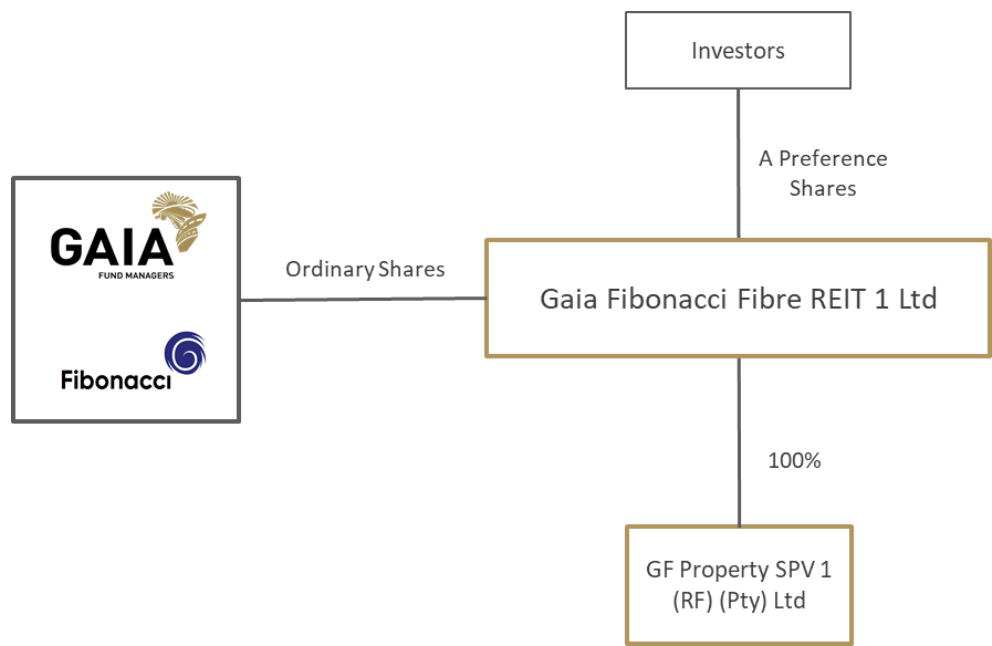 Investors
A Preference
Shares
GAIA
FUND MANAGERS
Ordinary Shares
Gaia Fibonacci Fibre REIT 1 Ltd
Fibonacci
100%
GF Property SPV 1
(RF) (Pty) Ltd